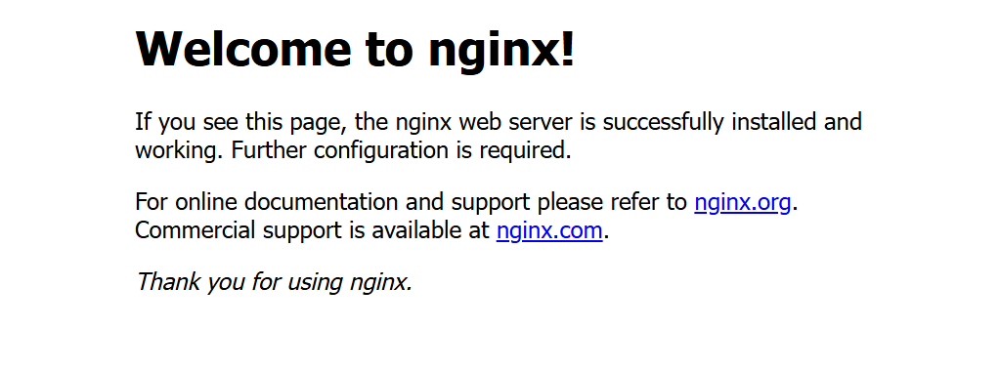 Welcome to nginx!
If you see this page, the nginx web server is successfully installed and
working. Further configuration is required.
For online documentation and support please refer to nginx.org.
Commercial support is available at nginx.com.
Thank you for using nginx.